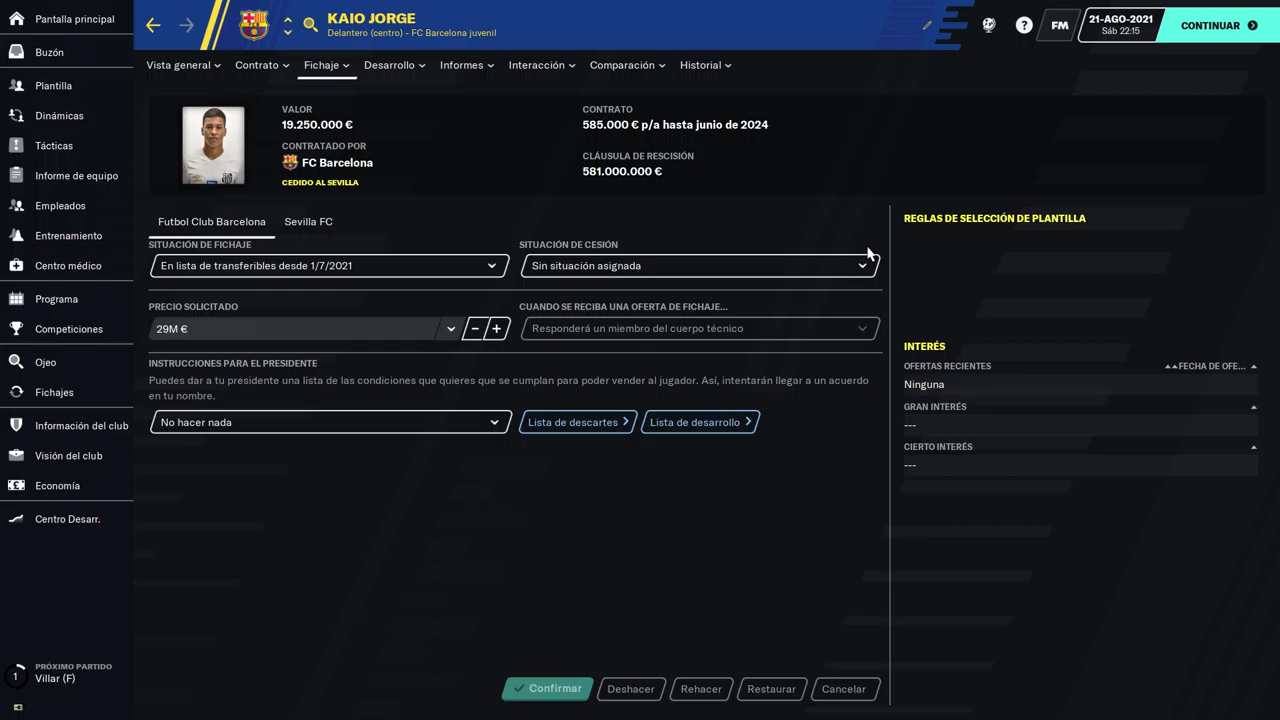 Pantalla principal
Buzón
Plantilla
Dinámicas
Tácticas
Informe de equipo
Empleados
Entrenamiento
Centro médico
Programa
Competiciones
Ojeo
Fichajes
Información del club
Visión del club
Economía
Centro Desarr.
1
PRÓXIMO PARTIDO
Villar (F)
KAIO JORGE
Delantero (centro) - FC Barcelona juvenil
?
FM
21-AGO-2021
Sáb 22:15
CONTINUAR
Vista general
Contrato
Fichaje
Desarrollo
Informes
Interacción
Comparación
Historial
VALOR
19.250.000 €
CONTRATADO POR
FC Barcelona
CEDIDO AL SEVILLA
CONTRATO
585.000 € p/a hasta junio de 2024
CLÁUSULA DE RESCISIÓN
581.000.000 €
Futbol Club Barcelona
Sevilla FC
SITUACIÓN DE FICHAJE
En lista de transferibles desde 1/7/2021
SITUACIÓN DE CESIÓN
Sin situación asignada
PRECIO SOLICITADO
29M €
CUANDO SE RECIBA UNA OFERTA DE FICHAJE...
Responderá un miembro del cuerpo técnico
INSTRUCCIONES PARA EL PRESIDENTE
Puedes dar a tu presidente una lista de las condiciones que quieres que se cumplan para poder vender al jugador. Así, intentarán llegar a un acuerdo
en tu nombre.
No hacer nada
Lista de descartes
Lista de desarrollo
Confirmar
Deshacer
Rehacer
Restaurar
Cancelar
REGLAS DE SELECCIÓN DE PLANTILLA
INTERÉS
OFERTAS RECIENTES
FECHA DE OFE...
Ninguna
GRAN INTERÉS
---
CIERTO INTERÉS
---